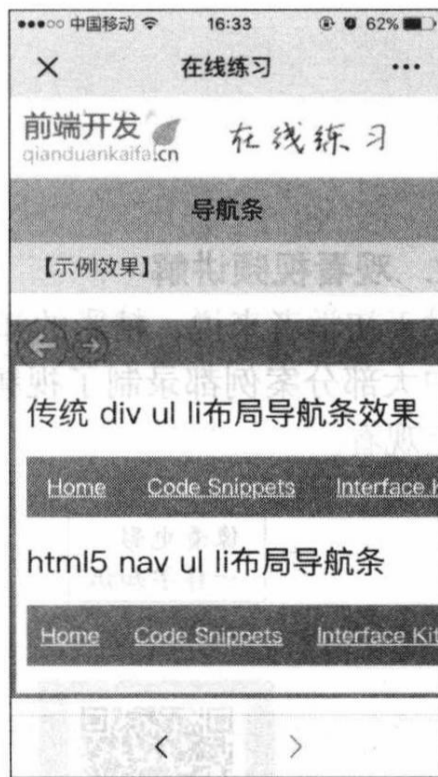 中国移动 16:33 62%
在线练习
前端开发 在线练习
qianduankaifa.cn
导航条
【示例效果】
传统 div ul li布局导航条效果
Home Code Snippets Interface K
html5 nav ul li布局导航条
Home Code Snippets Interface Kit